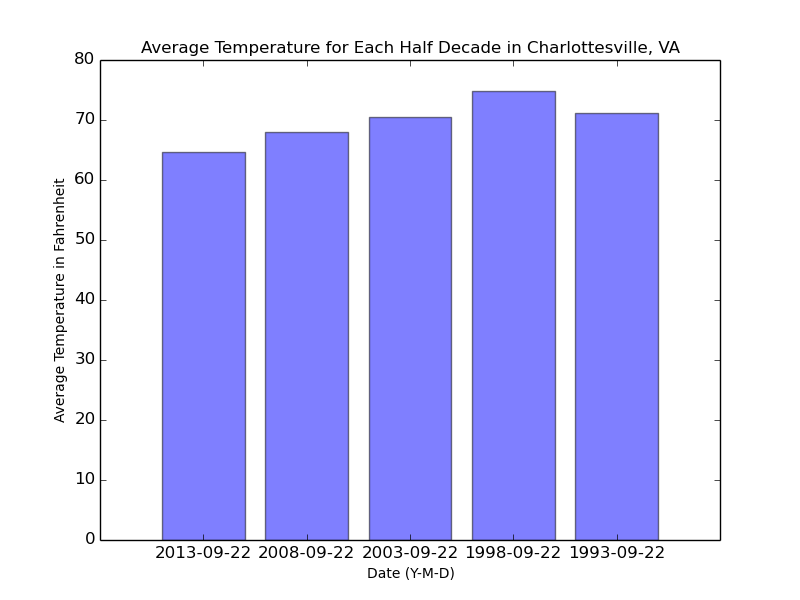 Average Temperature for Each Half Decade in Charlottesville, VA
80
70
60
50
40
30
20
10
0
Average Temperature in Fahrenheit
2013-09-22 2008-09-22 2003-09-22 1998-09-22 1993-09-22
Date (Y-M-D)